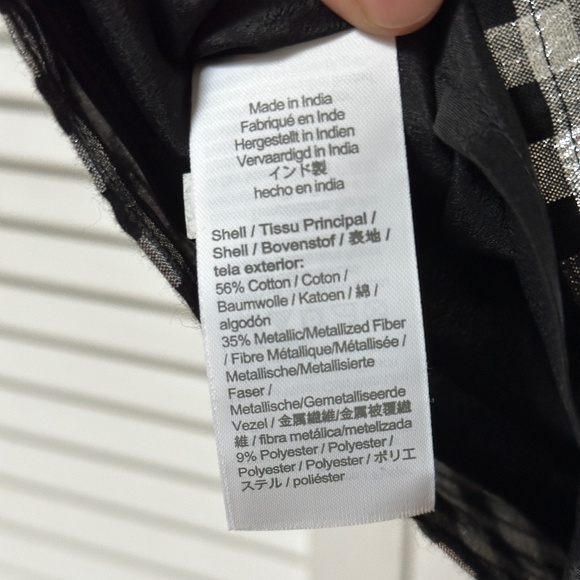 Made in India
Fabriqué en Inde
Hergestellt in Indien
Vervaardigd in India
インド製
hecho en india
Shell / Tissu Principal /
Shell / Bovenstof / 表地 /
tela exterior:
56% Cotton / Coton /
Baumwolle / Katoen / 綿 /
algodón
35% Metallic/Metallized Fiber
/ Fibre Métallique/Métallisée /
Metallische/Metallisierte
Faser /
Metallische/Gemetalliseerde
Vezel / 金属繊維/金属被覆繊
維 / fibra metálica/metelizada
9% Polyester / Polyester /
Polyester / Polyester / ポリエ
ステル / poliéster